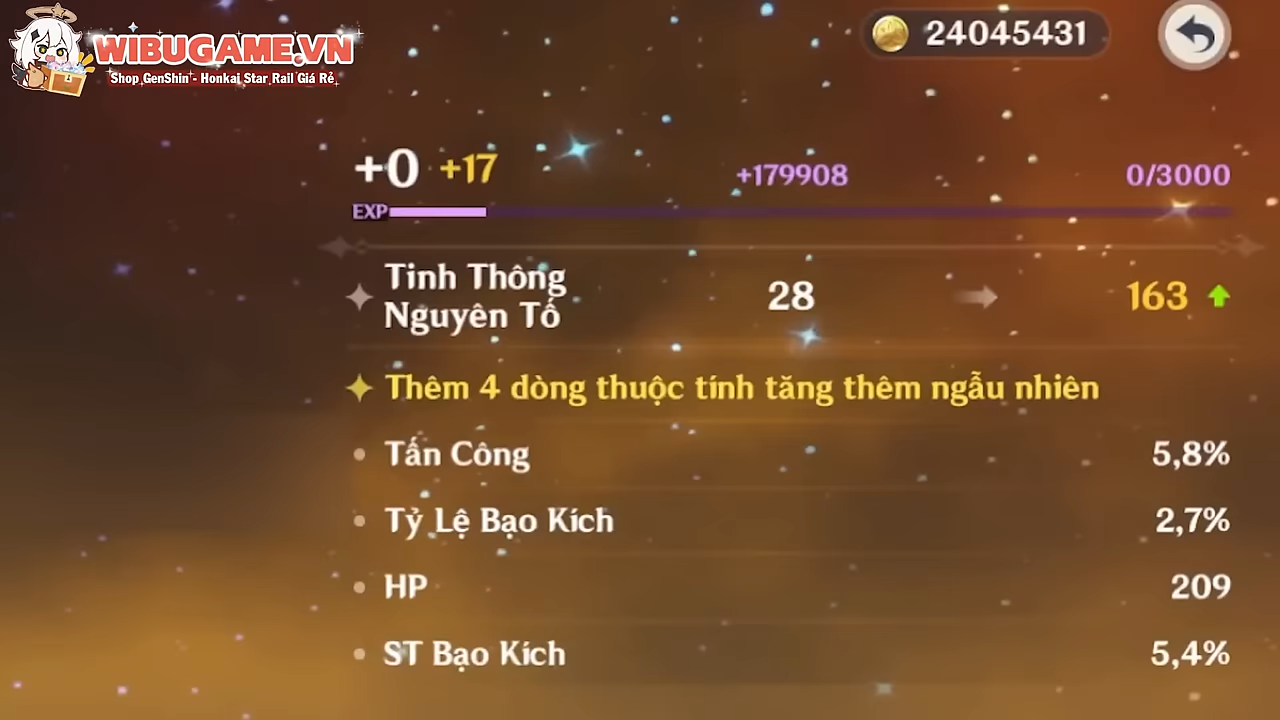 WIBUGAME.VN
Shop GenShin - Honkai Star Rail Giá Rẻ
24045431
+0 +17 +179908 0/3000
EXP
Tinh Thông
Nguyên Tố
28 163
Thêm 4 dòng thuộc tính tăng thêm ngẫu nhiên
Tấn Công 5,8%
Tỷ Lệ Bạo Kích 2,7%
HP 209
ST Bạo Kích 5,4%